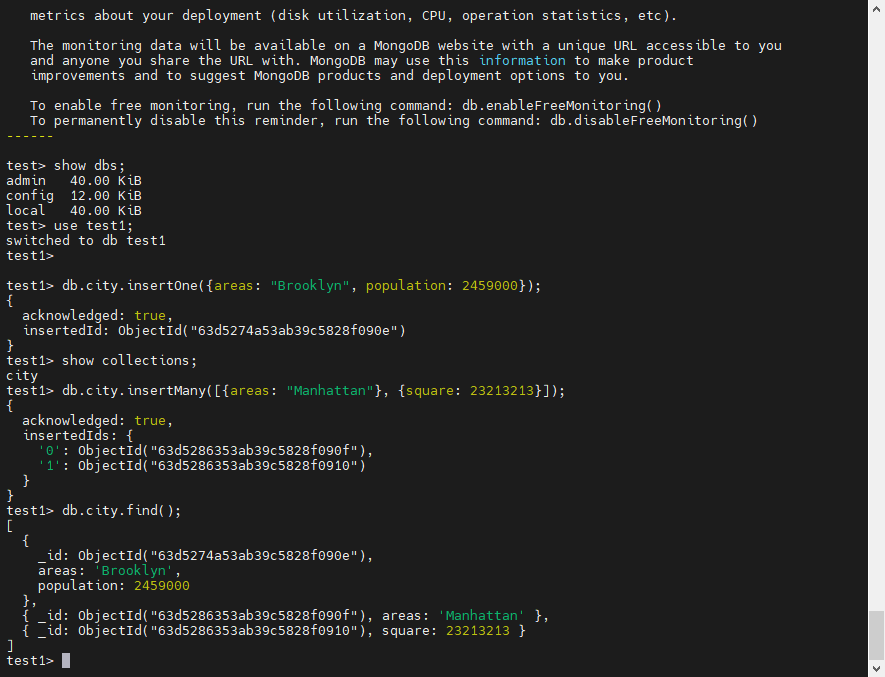 metrics about your deployment (disk utilization, CPU, operation statistics, etc).
The monitoring data will be available on a MongoDB website with a unique URL accessible to you
and anyone you share the URL with. MongoDB may use this information to make product
improvements and to suggest MongoDB products and deployment options to you.
To enable free monitoring, run the following command: db.enableFreeMonitoring()
To permanently disable this reminder, run the following command: db.disableFreeMonitoring()
------
test> show dbs;
admin   40.00 KiB
config  12.00 KiB
local   40.00 KiB
test> use test1;
switched to db test1
test1>
test1> db.city.insertOne({areas: "Brooklyn", population: 2459000});
{
  acknowledged: true,
  insertedId: ObjectId("63d5274a53ab39c5828f090e")
}
test1> show collections;
city
test1> db.city.insertMany([{areas: "Manhattan"}, {square: 23213213}]);
{
  acknowledged: true,
  insertedIds: {
    '0': ObjectId("63d5286353ab39c5828f090f"),
    '1': ObjectId("63d5286353ab39c5828f0910")
  }
}
test1> db.city.find();
[
  {
    _id: ObjectId("63d5274a53ab39c5828f090e"),
    areas: 'Brooklyn',
    population: 2459000
  },
  { _id: ObjectId("63d5286353ab39c5828f090f"), areas: 'Manhattan' },
  { _id: ObjectId("63d5286353ab39c5828f0910"), square: 23213213 }
]
test1>